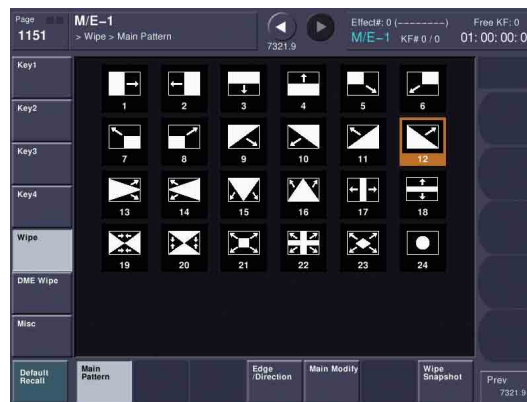 Page
1151
M/E-1
> Wipe > Main Pattern
7321.9
Effect#: 0 (--------)
M/E-1 KF# 0 / 0
Free KF: 0
01: 00: 00: 0
Key1
Key2
Key3
Key4
Wipe
DME Wipe
Misc
Default
Recall
1 2 3 4 5 6
7 8 9 10 11 12
13 14 15 16 17 18
19 20 21 22 23 24
Main
Pattern
Edge
/Direction
Main Modify
Wipe
Snapshot
Prev
7321.9